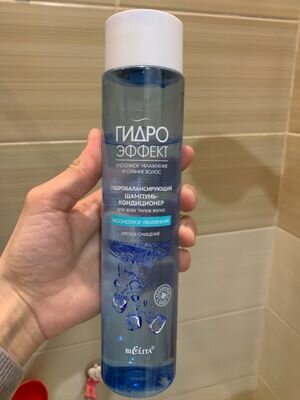 ГИДРО
ЭФФЕКТ
КЛЕТОЧНОЕ УВЛАЖНЕНИЕ
И СИЯНИЕ ВОЛОС
ГИДРОБАЛАНСИРУЮЩИЙ
ШАМПУНЬ-
КОНДИЦИОНЕР
для всех типов волос
АБСОЛЮТНОЕ УВЛАЖНЕНИЕ
МЯГКОЕ ОЧИЩЕНИЕ
BIELITA